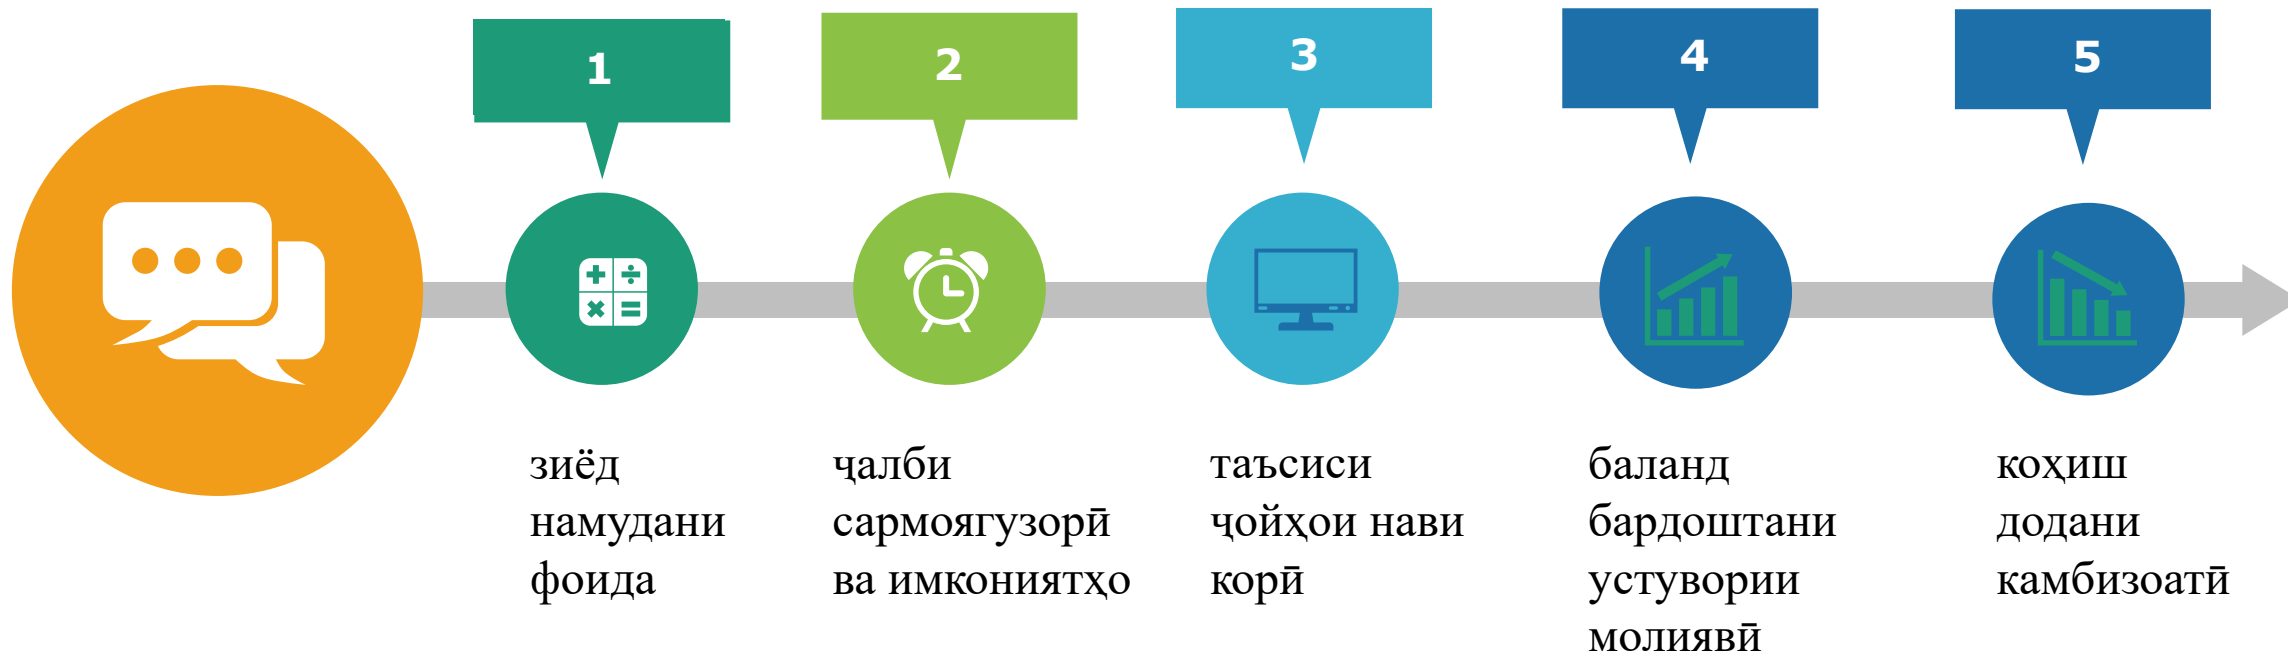 1
2
3
4
5
зиёд
намудани
фоида
ҷалби
сармоягузорӣ
ва имкониятҳо
таъсиси
ҷойҳои нави
корӣ
баланд
бардоштани
устувории
молиявӣ
коҳиш
додани
камбизоатӣ